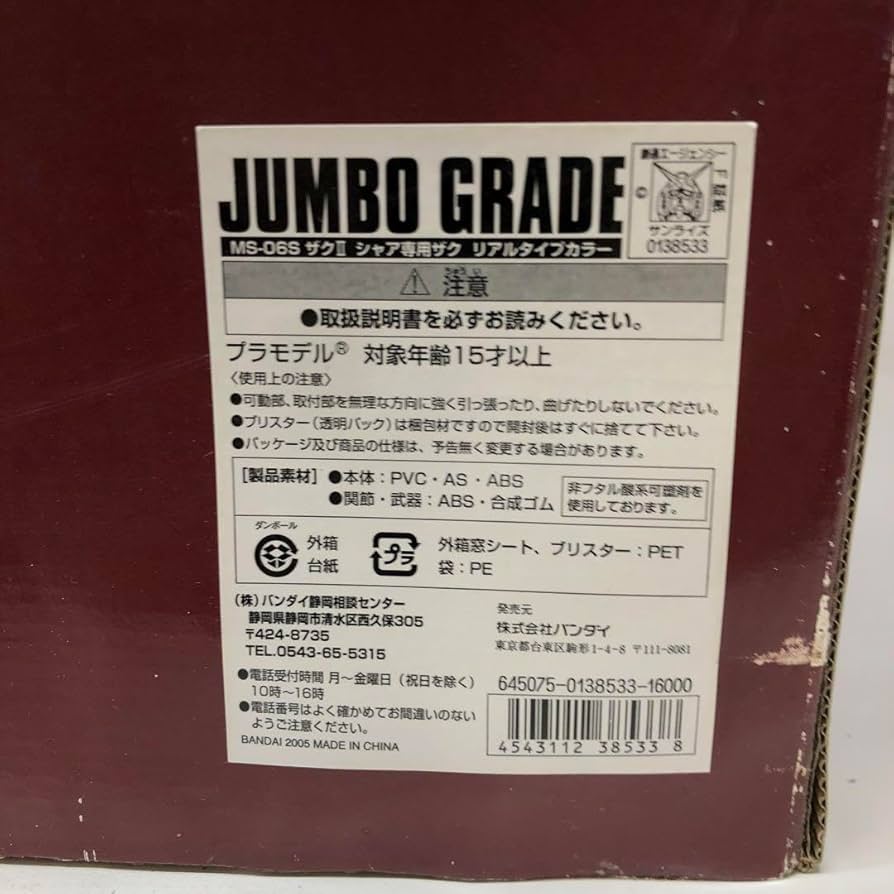 JUMBO GRADE
MS-06S ザクⅡ シャア専用ザク リアルタイプカラー
創通エージェンシー
サンライズ
0138533
ちゅうい
注意
●取扱説明書を必ずお読みください。
プラモデル® 対象年齢15才以上
〈使用上の注意〉
●可動部、取付部を無理な方向に強く引っ張ったり、曲げたりしないでください。
●ブリスター（透明パック）は梱包材ですので開封後はすぐに捨てて下さい。
●パッケージ及び商品の仕様は、予告無く変更する場合があります。
[製品素材] ●本体：PVC・AS・ABS
●関節・武器：ABS・合成ゴム
非フタル酸系可塑剤を
使用しております。
ダンボール
外箱
台紙
プラ
外箱窓シート、ブリスター：PET
袋：PE
(株)バンダイ静岡相談センター
静岡県静岡市清水区西久保305
〒424-8735
TEL.0543-65-5315
●電話受付時間 月～金曜日（祝日を除く）
10時～16時
●電話番号はよく確かめてお間違いのない
ようご注意ください。
BANDAI 2005 MADE IN CHINA
発売元
株式会社バンダイ
東京都台東区駒形1-4-8 〒111-8081
645075-0138533-16000
4543112 38533 8